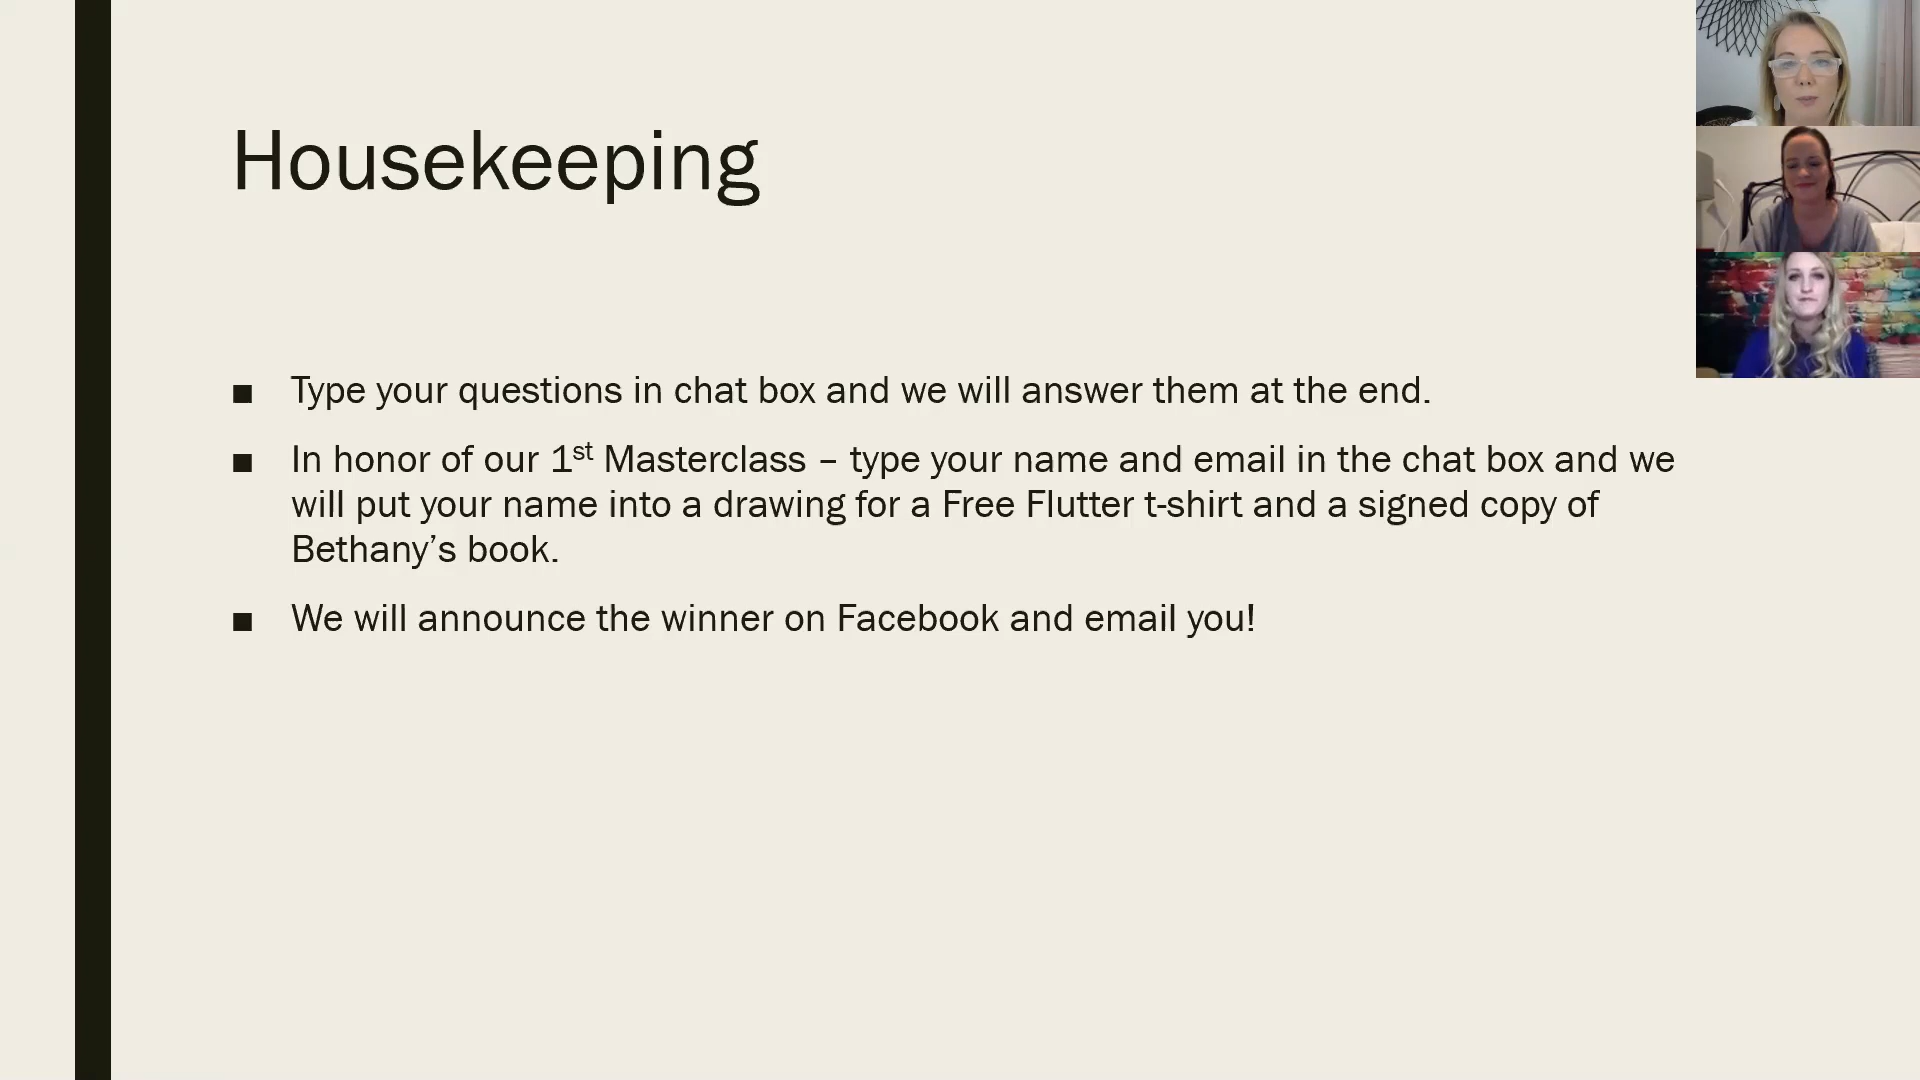 Housekeeping
■ Type your questions in chat box and we will answer them at the end.
■ In honor of our 1st Masterclass – type your name and email in the chat box and we
will put your name into a drawing for a Free Flutter t-shirt and a signed copy of
Bethany’s book.
■ We will announce the winner on Facebook and email you!